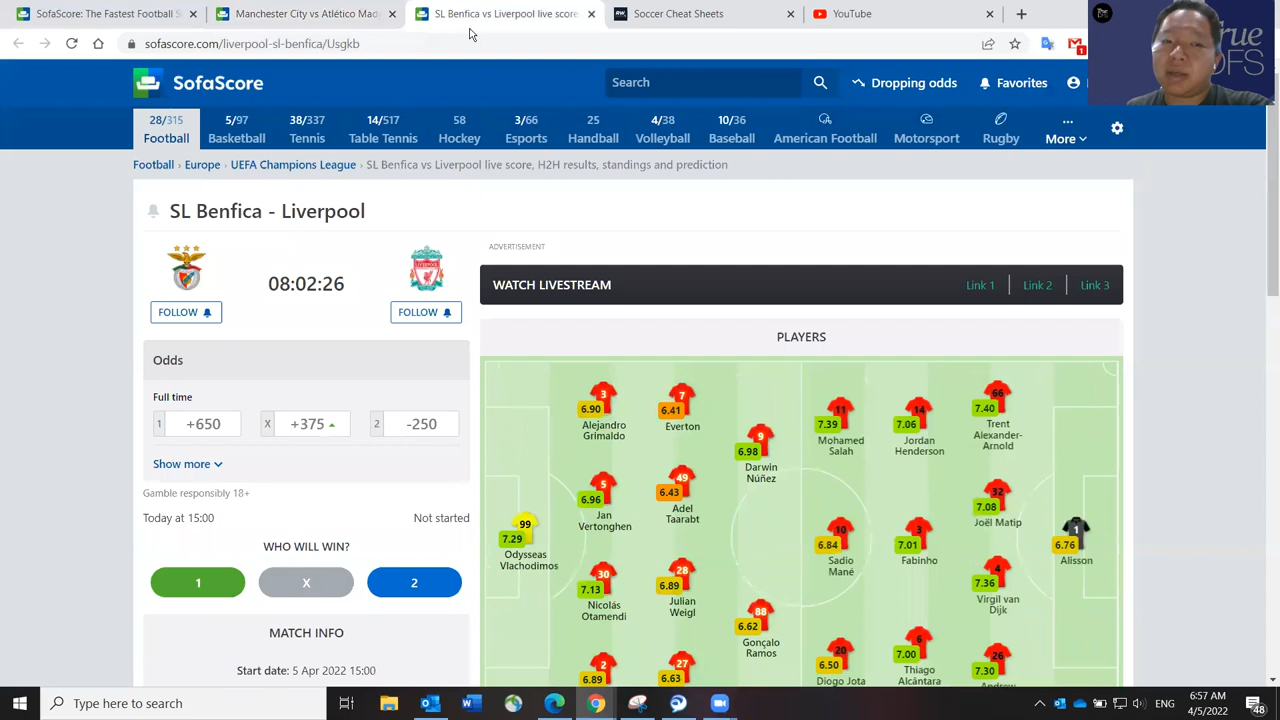 SofaScore: The Fastest Football S
Manchester City vs Atlético Mad
SL Benfica vs Liverpool live score
RW
Soccer Cheat Sheets
YouTube
sofascore.com/liverpool-sl-benfica/Usgkb
1
True
DFS
SofaScore
Search
Dropping odds
Favorites
28/315
Football
5/97
Basketball
38/337
Tennis
14/517
Table Tennis
58
Hockey
3/66
Esports
25
Handball
4/38
Volleyball
10/36
Baseball
American Football
Motorsport
Rugby
...
More
Football
Europe
UEFA Champions League
SL Benfica vs Liverpool live score, H2H results, standings and prediction
SL Benfica - Liverpool
ADVERTISEMENT
08:02:26
FOLLOW
FOLLOW
WATCH LIVESTREAM
Link 1
Link 2
Link 3
PLAYERS
Odds
Full time
1 +650
X +375
2 -250
Show more
Gamble responsibly 18+
Today at 15:00
Not started
WHO WILL WIN?
1
X
2
MATCH INFO
Start date: 5 Apr 2022 15:00
99
7.29
Odysseas
Vlachodimos
3
6.90
Alejandro
Grimaldo
5
6.96
Jan
Vertonghen
30
7.13
Nicolás
Otamendi
2
6.89
7
6.41
Everton
49
6.43
Adel
Taarabt
28
6.89
Julian
Weigl
27
6.63
9
6.98
Darwin
Núñez
88
6.62
Gonçalo
Ramos
11
7.39
Mohamed
Salah
10
6.84
Sadio
Mané
20
6.50
Diogo Jota
14
7.06
Jordan
Henderson
3
7.01
Fabinho
6
7.00
Thiago
Alcántara
66
7.40
Trent
Alexander-
Arnold
32
7.08
Joël Matip
4
7.36
Virgil van
Dijk
26
7.30
Andrew
1
6.76
Alisson
Type here to search
ENG
6:57 AM
4/5/2022
48